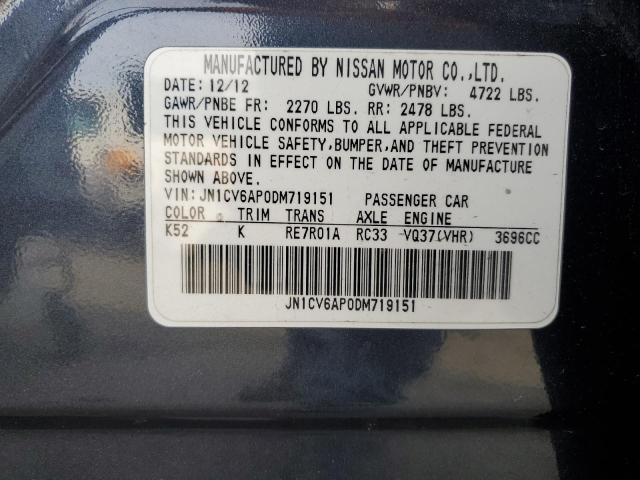 MANUFACTURED BY NISSAN MOTOR CO.,LTD.
DATE: 12/12 GVWR/PNBV: 4722 LBS.
GAWR/PNBE FR: 2270 LBS. RR: 2478 LBS.
THIS VEHICLE CONFORMS TO ALL APPLICABLE FEDERAL
MOTOR VEHICLE SAFETY,BUMPER,AND THEFT PREVENTION
STANDARDS IN EFFECT ON THE DATE OF MANUFACTURE
SHOWN ABOVE.
VIN: JN1CV6AP0DM719151 PASSENGER CAR
COLOR TRIM TRANS AXLE ENGINE
K52 K RE7R01A RC33 VQ37(VHR) 3696CC
JN1CV6AP0DM719151